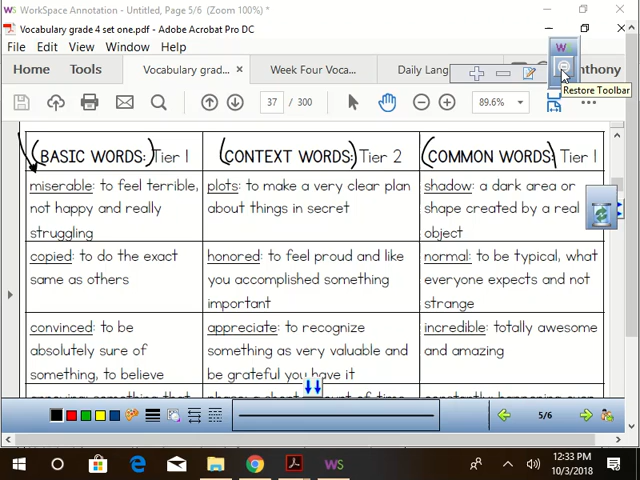 WorkSpace Annotation - Untitled, Page 5/6 (Zoom 100%) *
Vocabulary grade 4 set one.pdf - Adobe Acrobat Pro DC
File Edit View Window Help
Home Tools Vocabulary grad... × Week Four Voca... Daily Lang nthony
Restore Toolbar
37 / 300 89.6%
BASIC WORDS: Tier 1
CONTEXT WORDS: Tier 2
COMMON WORDS: Tier 1
miserable: to feel terrible,
not happy and really
struggling
plots: to make a very clear plan
about things in secret
shadow: a dark area or
shape created by a real
object
copied: to do the exact
same as others
honored: to feel proud and like
you accomplished something
important
normal: to be typical, what
everyone expects and not
strange
convinced: to be
absolutely sure of
something, to believe
appreciate: to recognize
something as very valuable and
be grateful you have it
incredible: totally awesome
and amazing
5/6
12:33 PM
10/3/2018